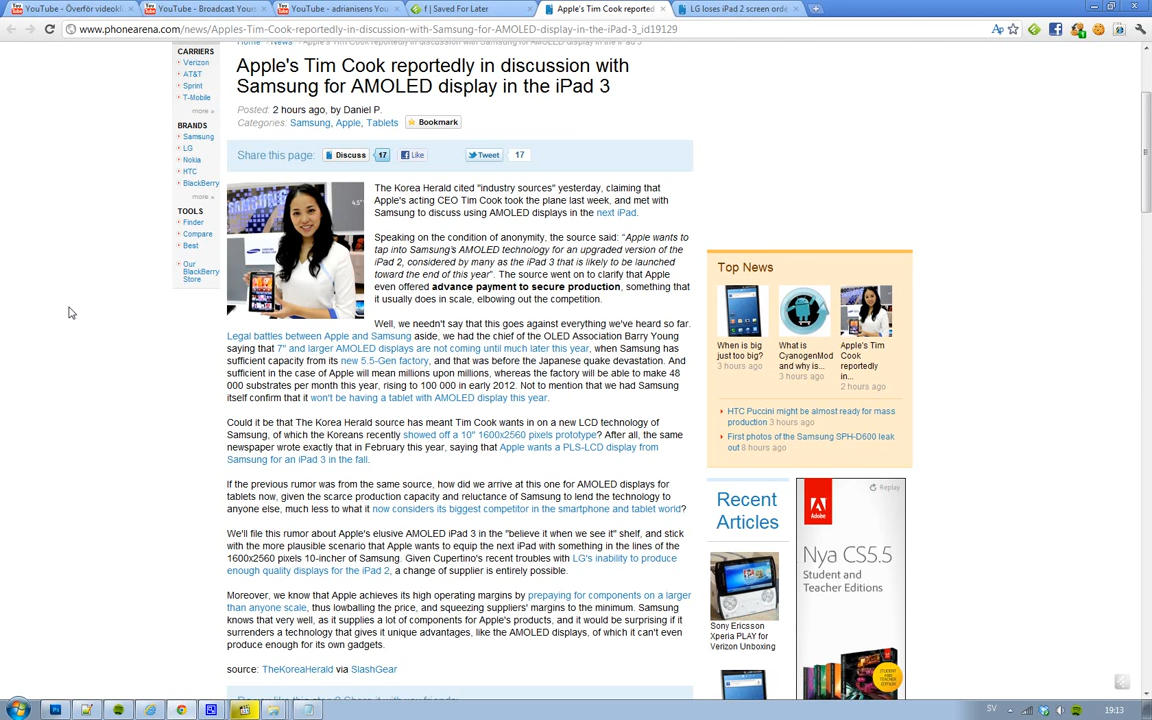 YouTube - Överför videokli
YouTube - Broadcast Yours
YouTube - adrianisens You
f | Saved For Later
Apple's Tim Cook reported
LG loses iPad 2 screen orde
www.phonearena.com/news/Apples-Tim-Cook-reportedly-in-discussion-with-Samsung-for-AMOLED-display-in-the-iPad-3_id19129
CARRIERS
Verizon
AT&T
Sprint
T-Mobile
more »
BRANDS
Samsung
LG
Nokia
HTC
BlackBerry
more »
TOOLS
Finder
Compare
Best
Our
BlackBerry
Store
Home News Apple's Tim Cook reportedly in discussion with Samsung for AMOLED display in the iPad 3
Apple's Tim Cook reportedly in discussion with
Samsung for AMOLED display in the iPad 3
Posted: 2 hours ago, by Daniel P.
Categories: Samsung, Apple, Tablets Bookmark
Share this page: Discuss 17 Like Tweet 17
SAMSUNG
4.5"
The Korea Herald cited "industry sources" yesterday, claiming that
Apple's acting CEO Tim Cook took the plane last week, and met with
Samsung to discuss using AMOLED displays in the next iPad.
Speaking on the condition of anonymity, the source said: “Apple wants to
tap into Samsung's AMOLED technology for an upgraded version of the
iPad 2, considered by many as the iPad 3 that is likely to be launched
toward the end of this year”. The source went on to clarify that Apple
even offered advance payment to secure production, something that
it usually does in scale, elbowing out the competition.
Well, we needn't say that this goes against everything we've heard so far.
Legal battles between Apple and Samsung aside, we had the chief of the OLED Association Barry Young
saying that 7" and larger AMOLED displays are not coming until much later this year, when Samsung has
sufficient capacity from its new 5.5-Gen factory, and that was before the Japanese quake devastation. And
sufficient in the case of Apple will mean millions upon millions, whereas the factory will be able to make 48
000 substrates per month this year, rising to 100 000 in early 2012. Not to mention that we had Samsung
itself confirm that it won't be having a tablet with AMOLED display this year.
Could it be that The Korea Herald source has meant Tim Cook wants in on a new LCD technology of
Samsung, of which the Koreans recently showed off a 10" 1600x2560 pixels prototype? After all, the same
newspaper wrote exactly that in February this year, saying that Apple wants a PLS-LCD display from
Samsung for an iPad 3 in the fall.
If the previous rumor was from the same source, how did we arrive at this one for AMOLED displays for
tablets now, given the scarce production capacity and reluctance of Samsung to lend the technology to
anyone else, much less to what it now considers its biggest competitor in the smartphone and tablet world?
We'll file this rumor about Apple's elusive AMOLED iPad 3 in the "believe it when we see it" shelf, and stick
with the more plausible scenario that Apple wants to equip the next iPad with something in the lines of the
1600x2560 pixels 10-incher of Samsung. Given Cupertino's recent troubles with LG's inability to produce
enough quality displays for the iPad 2, a change of supplier is entirely possible.
Moreover, we know that Apple achieves its high operating margins by prepaying for components on a larger
than anyone scale, thus lowballing the price, and squeezing suppliers' margins to the minimum. Samsung
knows that very well, as it supplies a lot of components for Apple's products, and it would be surprising if it
surrenders a technology that gives it unique advantages, like the AMOLED displays, of which it can't even
produce enough for its own gadgets.
source: TheKoreaHerald via SlashGear
Do you like this story? Share it with you friends:
Top News
When is big
just too big?
3 hours ago
What is
CyanogenMod
and why is...
3 hours ago
Apple's Tim
Cook
reportedly
in...
2 hours ago
HTC Puccini might be almost ready for mass
production 3 hours ago
First photos of the Samsung SPH-D600 leak
out 8 hours ago
Recent
Articles
Sony Ericsson
Xperia PLAY for
Verizon Unboxing
Adobe
Replay
Nya CS5.5
Student and
Teacher Editions
SV
19:13